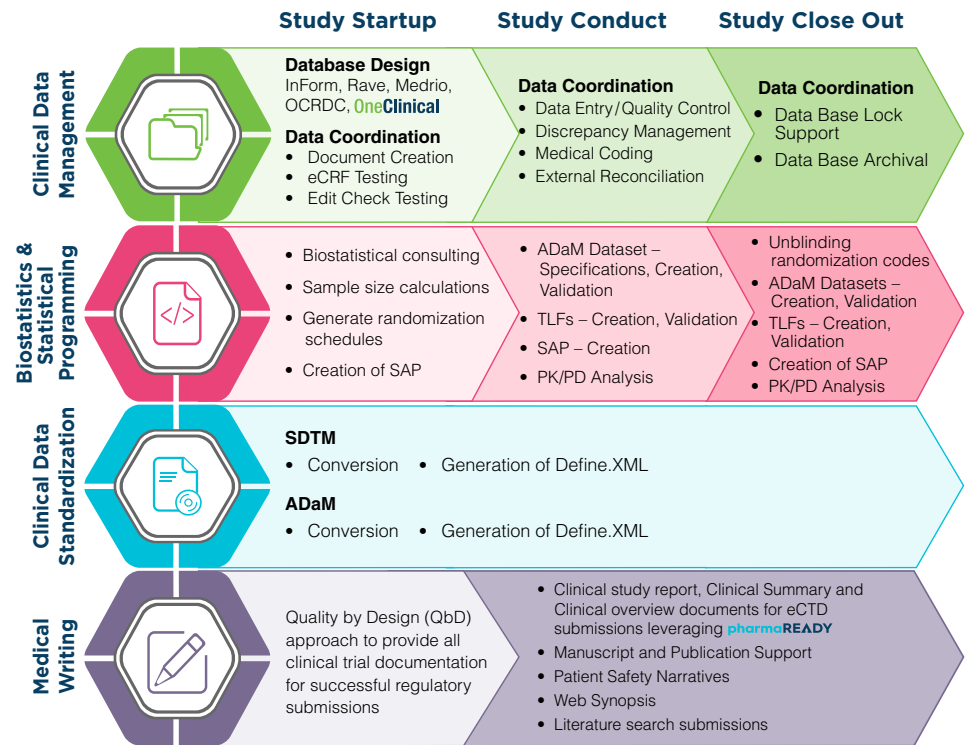 Study Startup
Study Conduct
Study Close Out
Clinical Data
Management
Database Design
InForm, Rave, Medrio,
OCRDC, OneClinical
Data Coordination
• Document Creation
• eCRF Testing
• Edit Check Testing
Data Coordination
• Data Entry/Quality Control
• Discrepancy Management
• Medical Coding
• External Reconciliation
Data Coordination
• Data Base Lock
Support
• Data Base Archival
Biostatistics &
Statistical
Programming
</>
• Biostatistical consulting
• Sample size calculations
• Generate randomization
schedules
• Creation of SAP
• ADaM Dataset –
Specifications, Creation,
Validation
• TLFs – Creation, Validation
• SAP – Creation
• PK/PD Analysis
• Unblinding
randomization codes
• ADaM Datasets –
Creation, Validation
• TLFs – Creation,
Validation
• Creation of SAP
• PK/PD Analysis
Clinical Data
Standardization
SDTM
• Conversion • Generation of Define.XML
ADaM
• Conversion • Generation of Define.XML
Medical
Writing
Quality by Design (QbD)
approach to provide all
clinical trial documentation
for successful regulatory
submissions
• Clinical study report, Clinical Summary and
Clinical overview documents for eCTD
submissions leveraging pharmaREADY
• Manuscript and Publication Support
• Patient Safety Narratives
• Web Synopsis
• Literature search submissions